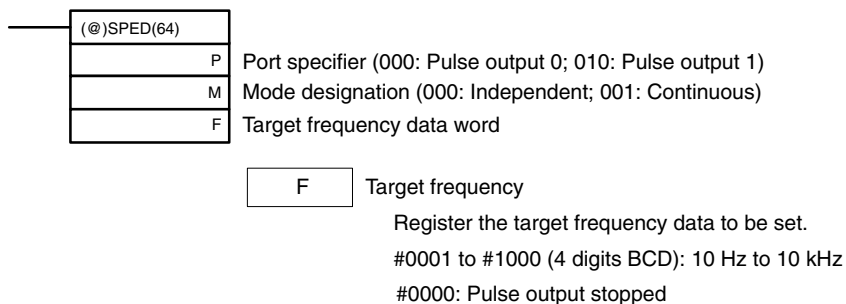 (@)SPED(64)
P Port specifier (000: Pulse output 0; 010: Pulse output 1)
M Mode designation (000: Independent; 001: Continuous)
F Target frequency data word
F Target frequency
Register the target frequency data to be set.
#0001 to #1000 (4 digits BCD): 10 Hz to 10 kHz
#0000: Pulse output stopped